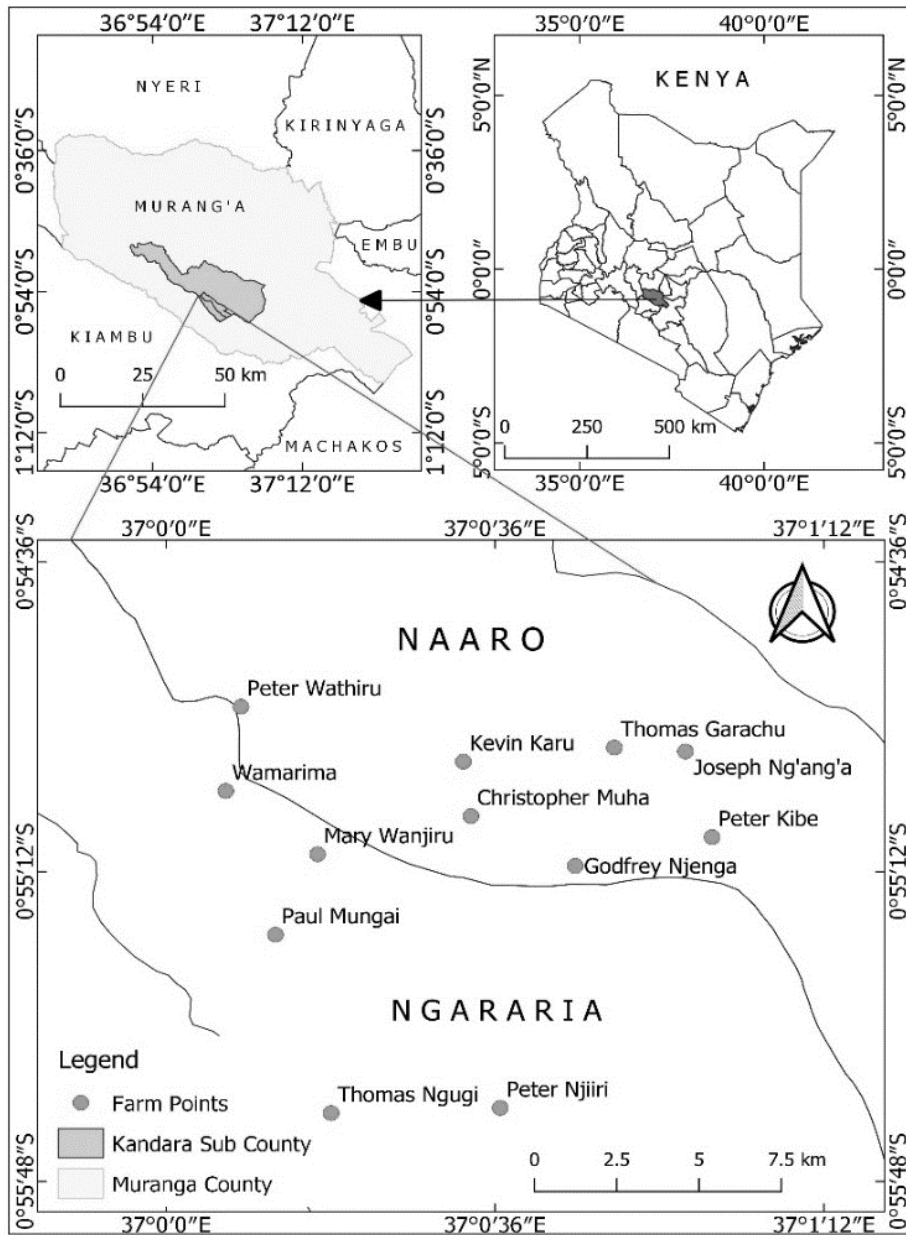 36°54′0″E 37°12′0″E
0°36′0″S
0°54′0″S
1°12′0″S
NYERI
KIRINYAGA
MURANG'A
EMBU
KIAMBU
0 25 50 km
MACHAKOS
36°54′0″E 37°12′0″E
35°0′0″E 40°0′0″E
KENYA
5°0′0″N
0°0′0″
5°0′0″S
5°0′0″N
0°0′0″
5°0′0″S
0 250 500 km
35°0′0″E 40°0′0″E
0°36′0″S
0°54′0″S
1°12′0″S
37°0′0″E 37°0′36″E 37°1′12″E
0°54′36″S
0°55′12″S
0°55′48″S
NAARO
Peter Wathiru
Thomas Garachu
Kevin Karu
Joseph Ng'ang'a
Wamarima
Christopher Muha
Peter Kibe
Mary Wanjiru
Godfrey Njenga
Paul Mungai
NGARARIA
Thomas Ngugi
Peter Njiiri
Legend
Farm Points
Kandara Sub County
Muranga County
0 2.5 5 7.5 km
0°54′36″S
0°55′12″S
0°55′48″S
37°0′0″E 37°0′36″E 37°1′12″E